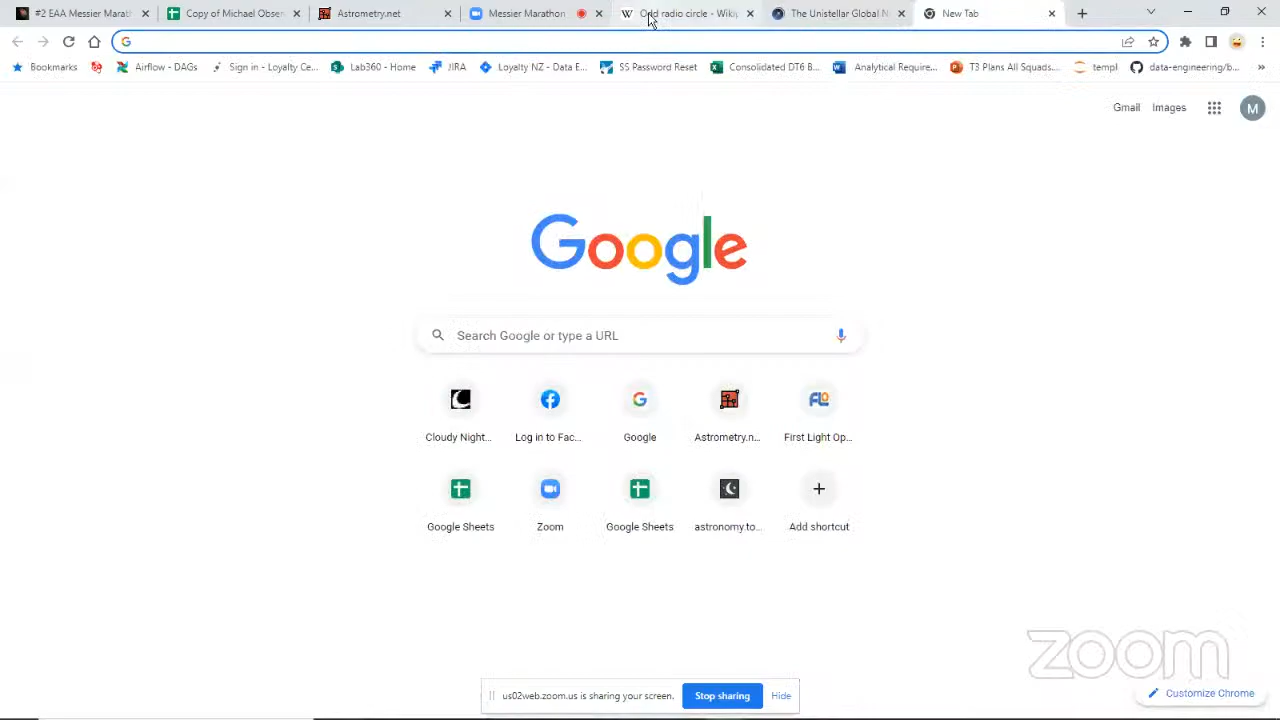 #2 EAA Messier Marat
Copy of Michael Obser
Astrometry.net
Messier Marathon
Odd radio circle - Wikip
The Unistellar Global N
New Tab
Bookmarks
Airflow - DAGs
Sign in - Loyalty Ce...
Lab360 - Home
JIRA
Loyalty NZ - Data E...
SS Password Reset
Consolidated DT6 B...
Analytical Require...
T3 Plans All Squads...
templ
data-engineering/b...
»
Gmail
Images
M
Google
Search Google or type a URL
Cloudy Night...
Log in to Fac...
Google
Astrometry.n...
First Light Op...
Google Sheets
Zoom
Google Sheets
astronomy.to...
Add shortcut
zoom
us02web.zoom.us is sharing your screen.
Stop sharing
Hide
Customize Chrome